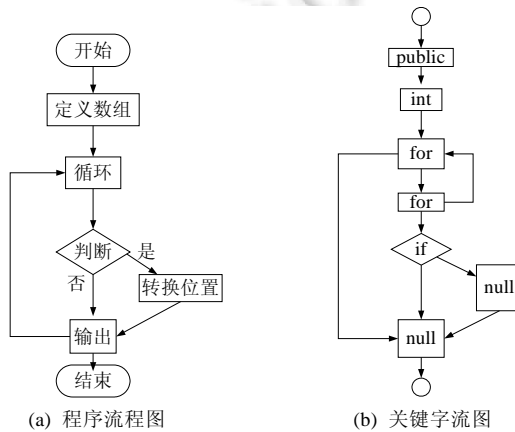 开始
定义数组
循环
判断
是
否
转换位置
输出
结束
(a) 程序流程图
public
int
for
for
if
null
null
(b) 关键字流图